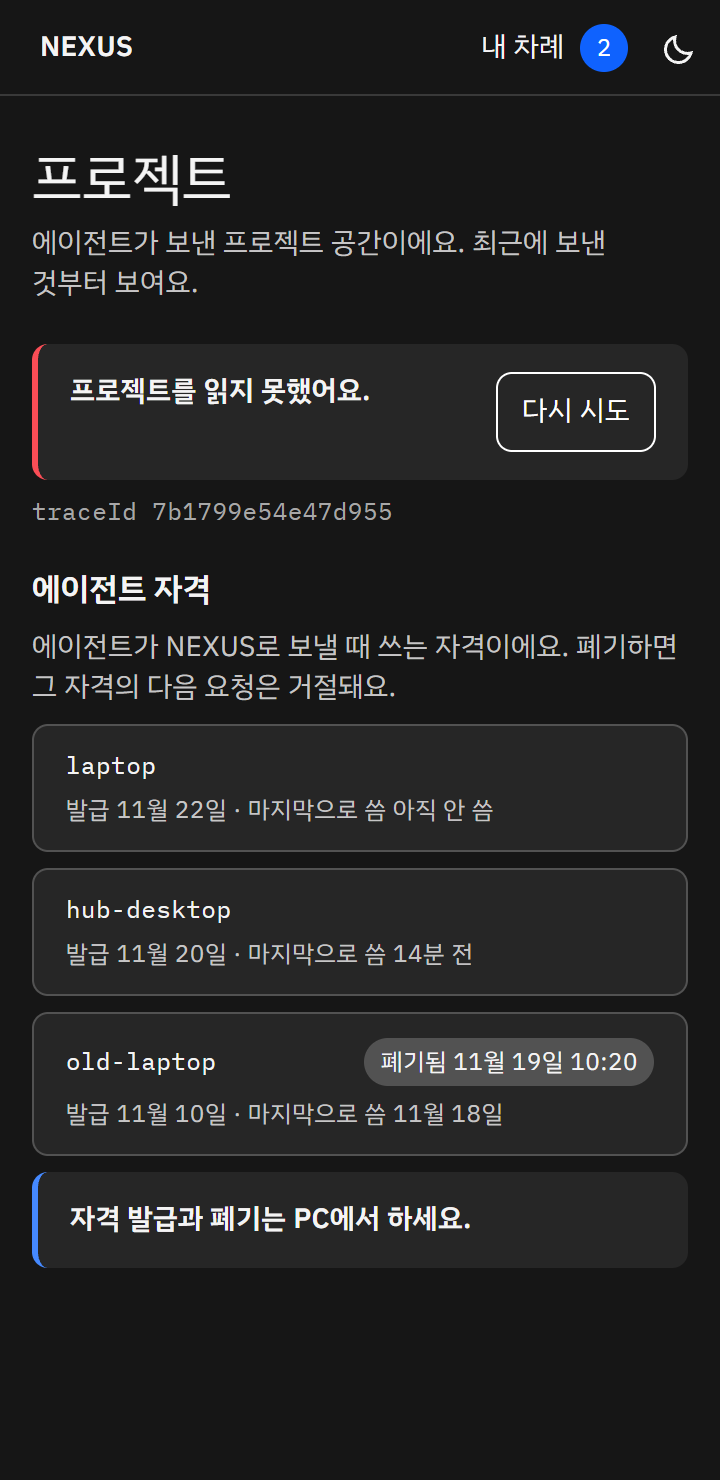 NEXUS
내 차례 2
프로젝트
에이전트가 보낸 프로젝트 공간이에요. 최근에 보낸
것부터 보여요.
프로젝트를 읽지 못했어요.
다시 시도
traceId 7b1799e54e47d955
에이전트 자격
에이전트가 NEXUS로 보낼 때 쓰는 자격이에요. 폐기하면
그 자격의 다음 요청은 거절돼요.
laptop
발급 11월 22일 · 마지막으로 씀 아직 안 씀
hub-desktop
발급 11월 20일 · 마지막으로 씀 14분 전
old-laptop
폐기됨 11월 19일 10:20
발급 11월 10일 · 마지막으로 씀 11월 18일
자격 발급과 폐기는 PC에서 하세요.